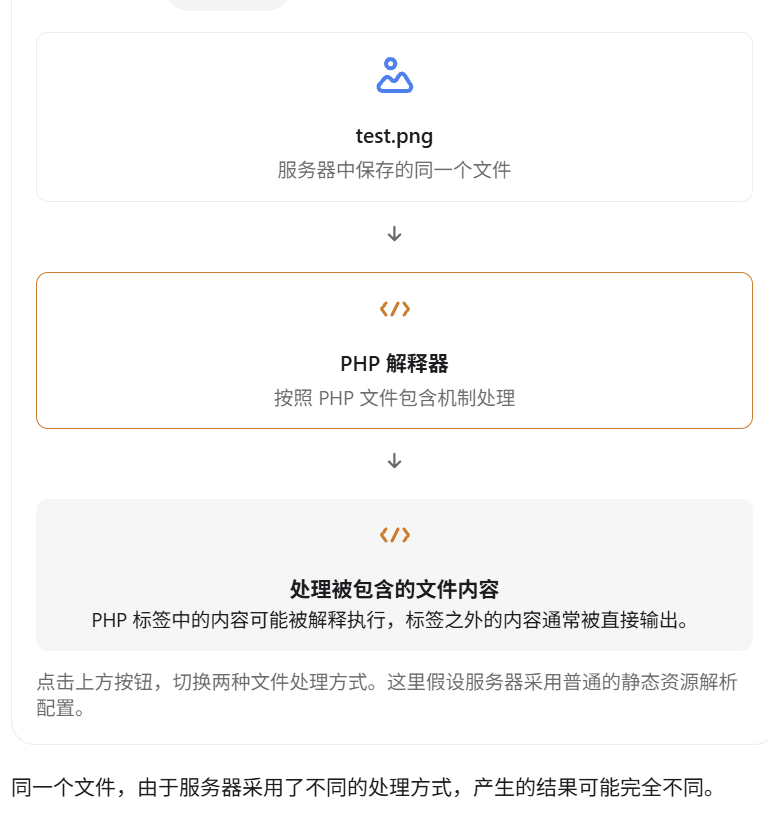 test.png
服务器中保存的同一个文件
PHP 解释器
按照 PHP 文件包含机制处理
处理被包含的文件内容
PHP 标签中的内容可能被解释执行，标签之外的内容通常被直接输出。
点击上方按钮，切换两种文件处理方式。这里假设服务器采用普通的静态资源解析
配置。
同一个文件，由于服务器采用了不同的处理方式，产生的结果可能完全不同。